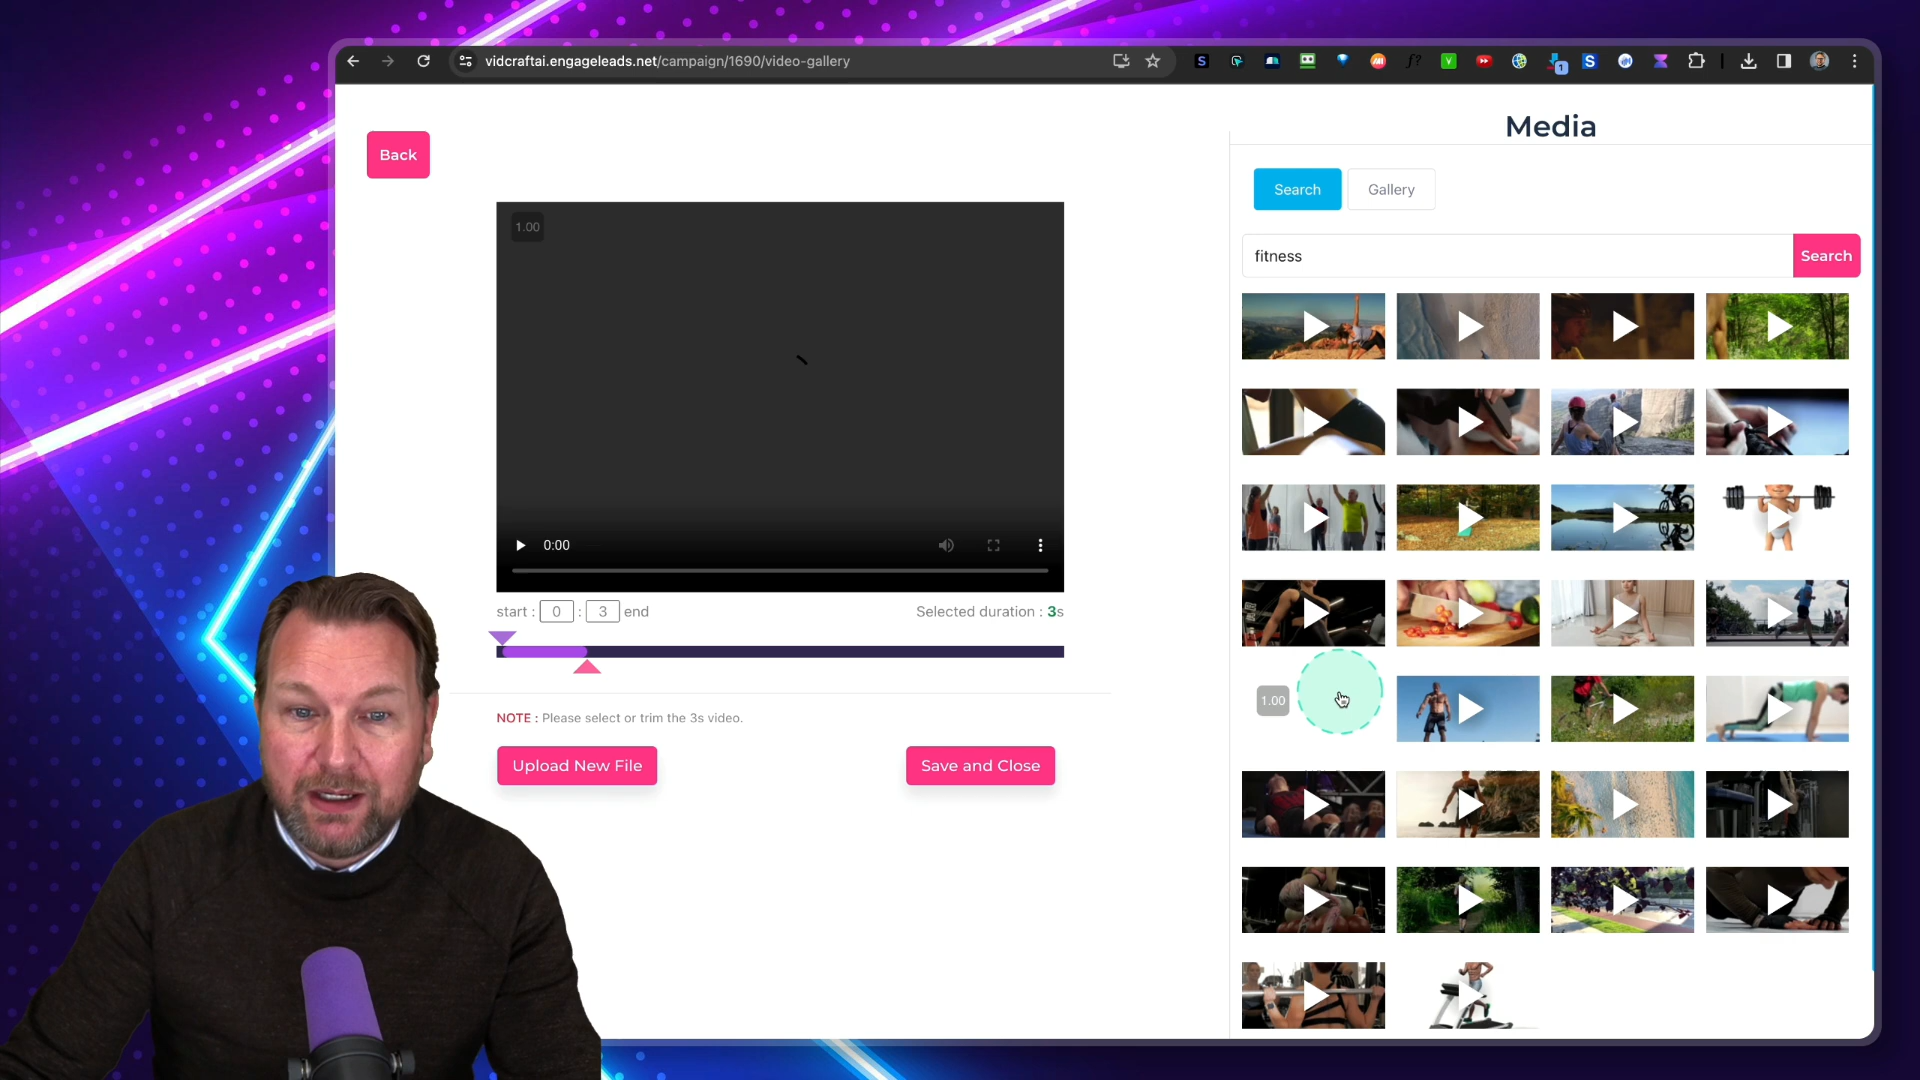 vidcraftai.engageleads.net/campaign/1690/video-gallery
Media
Back
Search
Gallery
1.00
fitness
Search
0:00
start : 0 : 3 end
Selected duration : 3s
1.00
NOTE : Please select or trim the 3s video.
Upload New File
Save and Close